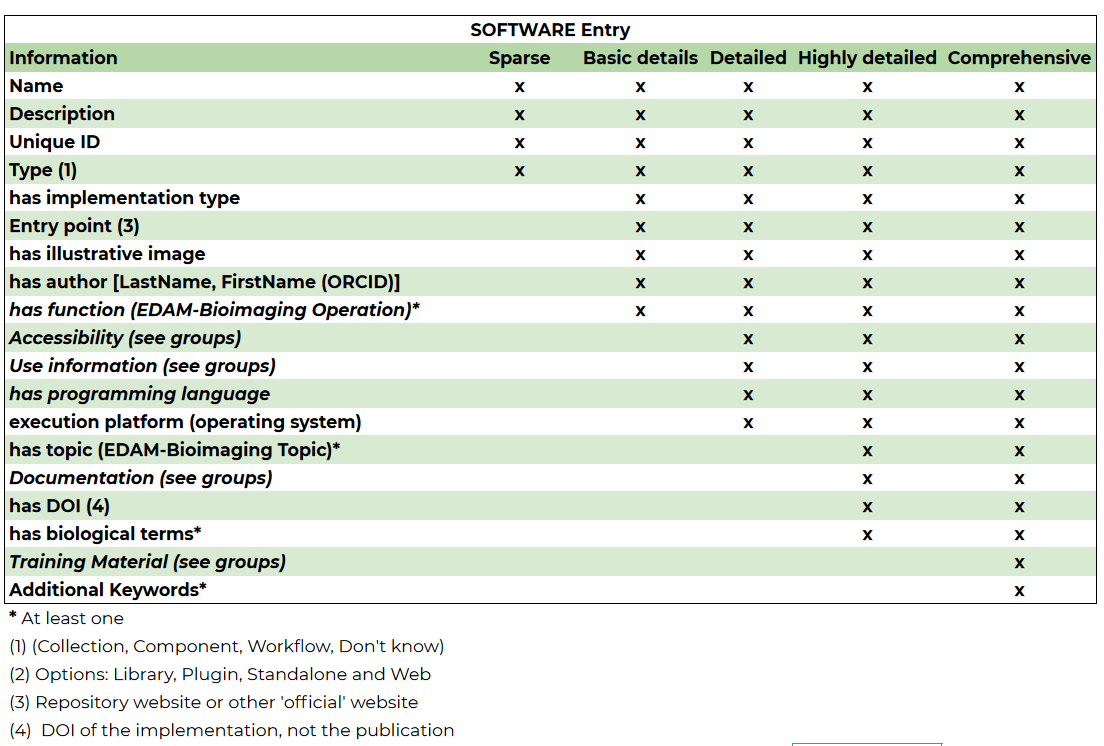 SOFTWARE Entry
Information Sparse Basic details Detailed Highly detailed Comprehensive
Name x x x x x
Description x x x x x
Unique ID x x x x x
Type (1) x x x x x
has implementation type x x x x
Entry point (3) x x x x
has illustrative image x x x x
has author [LastName, FirstName (ORCID)] x x x x
has function (EDAM-Bioimaging Operation)* x x x x
Accessibility (see groups) x x x
Use information (see groups) x x x
has programming language x x x
execution platform (operating system) x x x
has topic (EDAM-Bioimaging Topic)* x x
Documentation (see groups) x x
has DOI (4) x x
has biological terms* x x
Training Material (see groups) x
Additional Keywords* x
* At least one
(1) (Collection, Component, Workflow, Don't know)
(2) Options: Library, Plugin, Standalone and Web
(3) Repository website or other 'official' website
(4) DOI of the implementation, not the publication